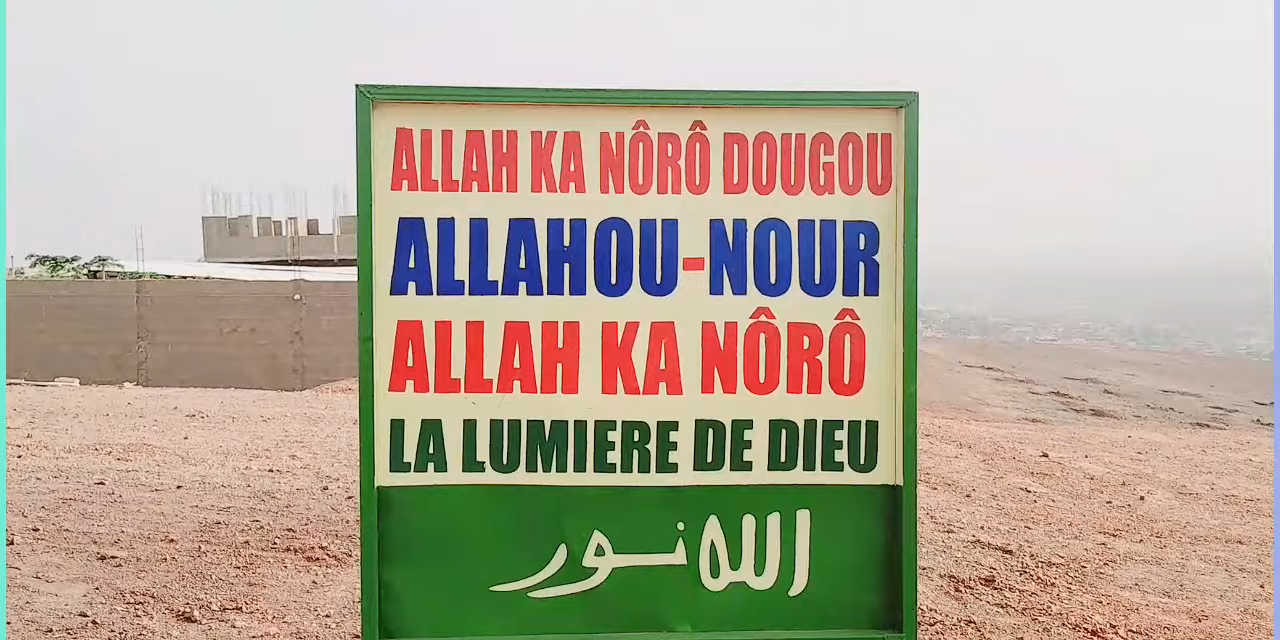 ALLAH KA NÔRÔ DOUGOU
ALLAHOU-NOUR
ALLAH KA NÔRÔ
LA LUMIERE DE DIEU
الله نور